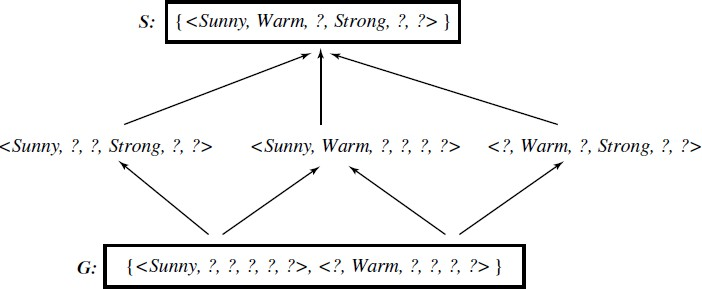 S: {<Sunny, Warm, ?, Strong, ?, ?>}
<Sunny, ?, ?, Strong, ?, ?> <Sunny, Warm, ?, ?, ?, ?> <?, Warm, ?, Strong, ?, ?>
G: {<Sunny, ?, ?, ?, ?, ?>, <?, Warm, ?, ?, ?, ?>}